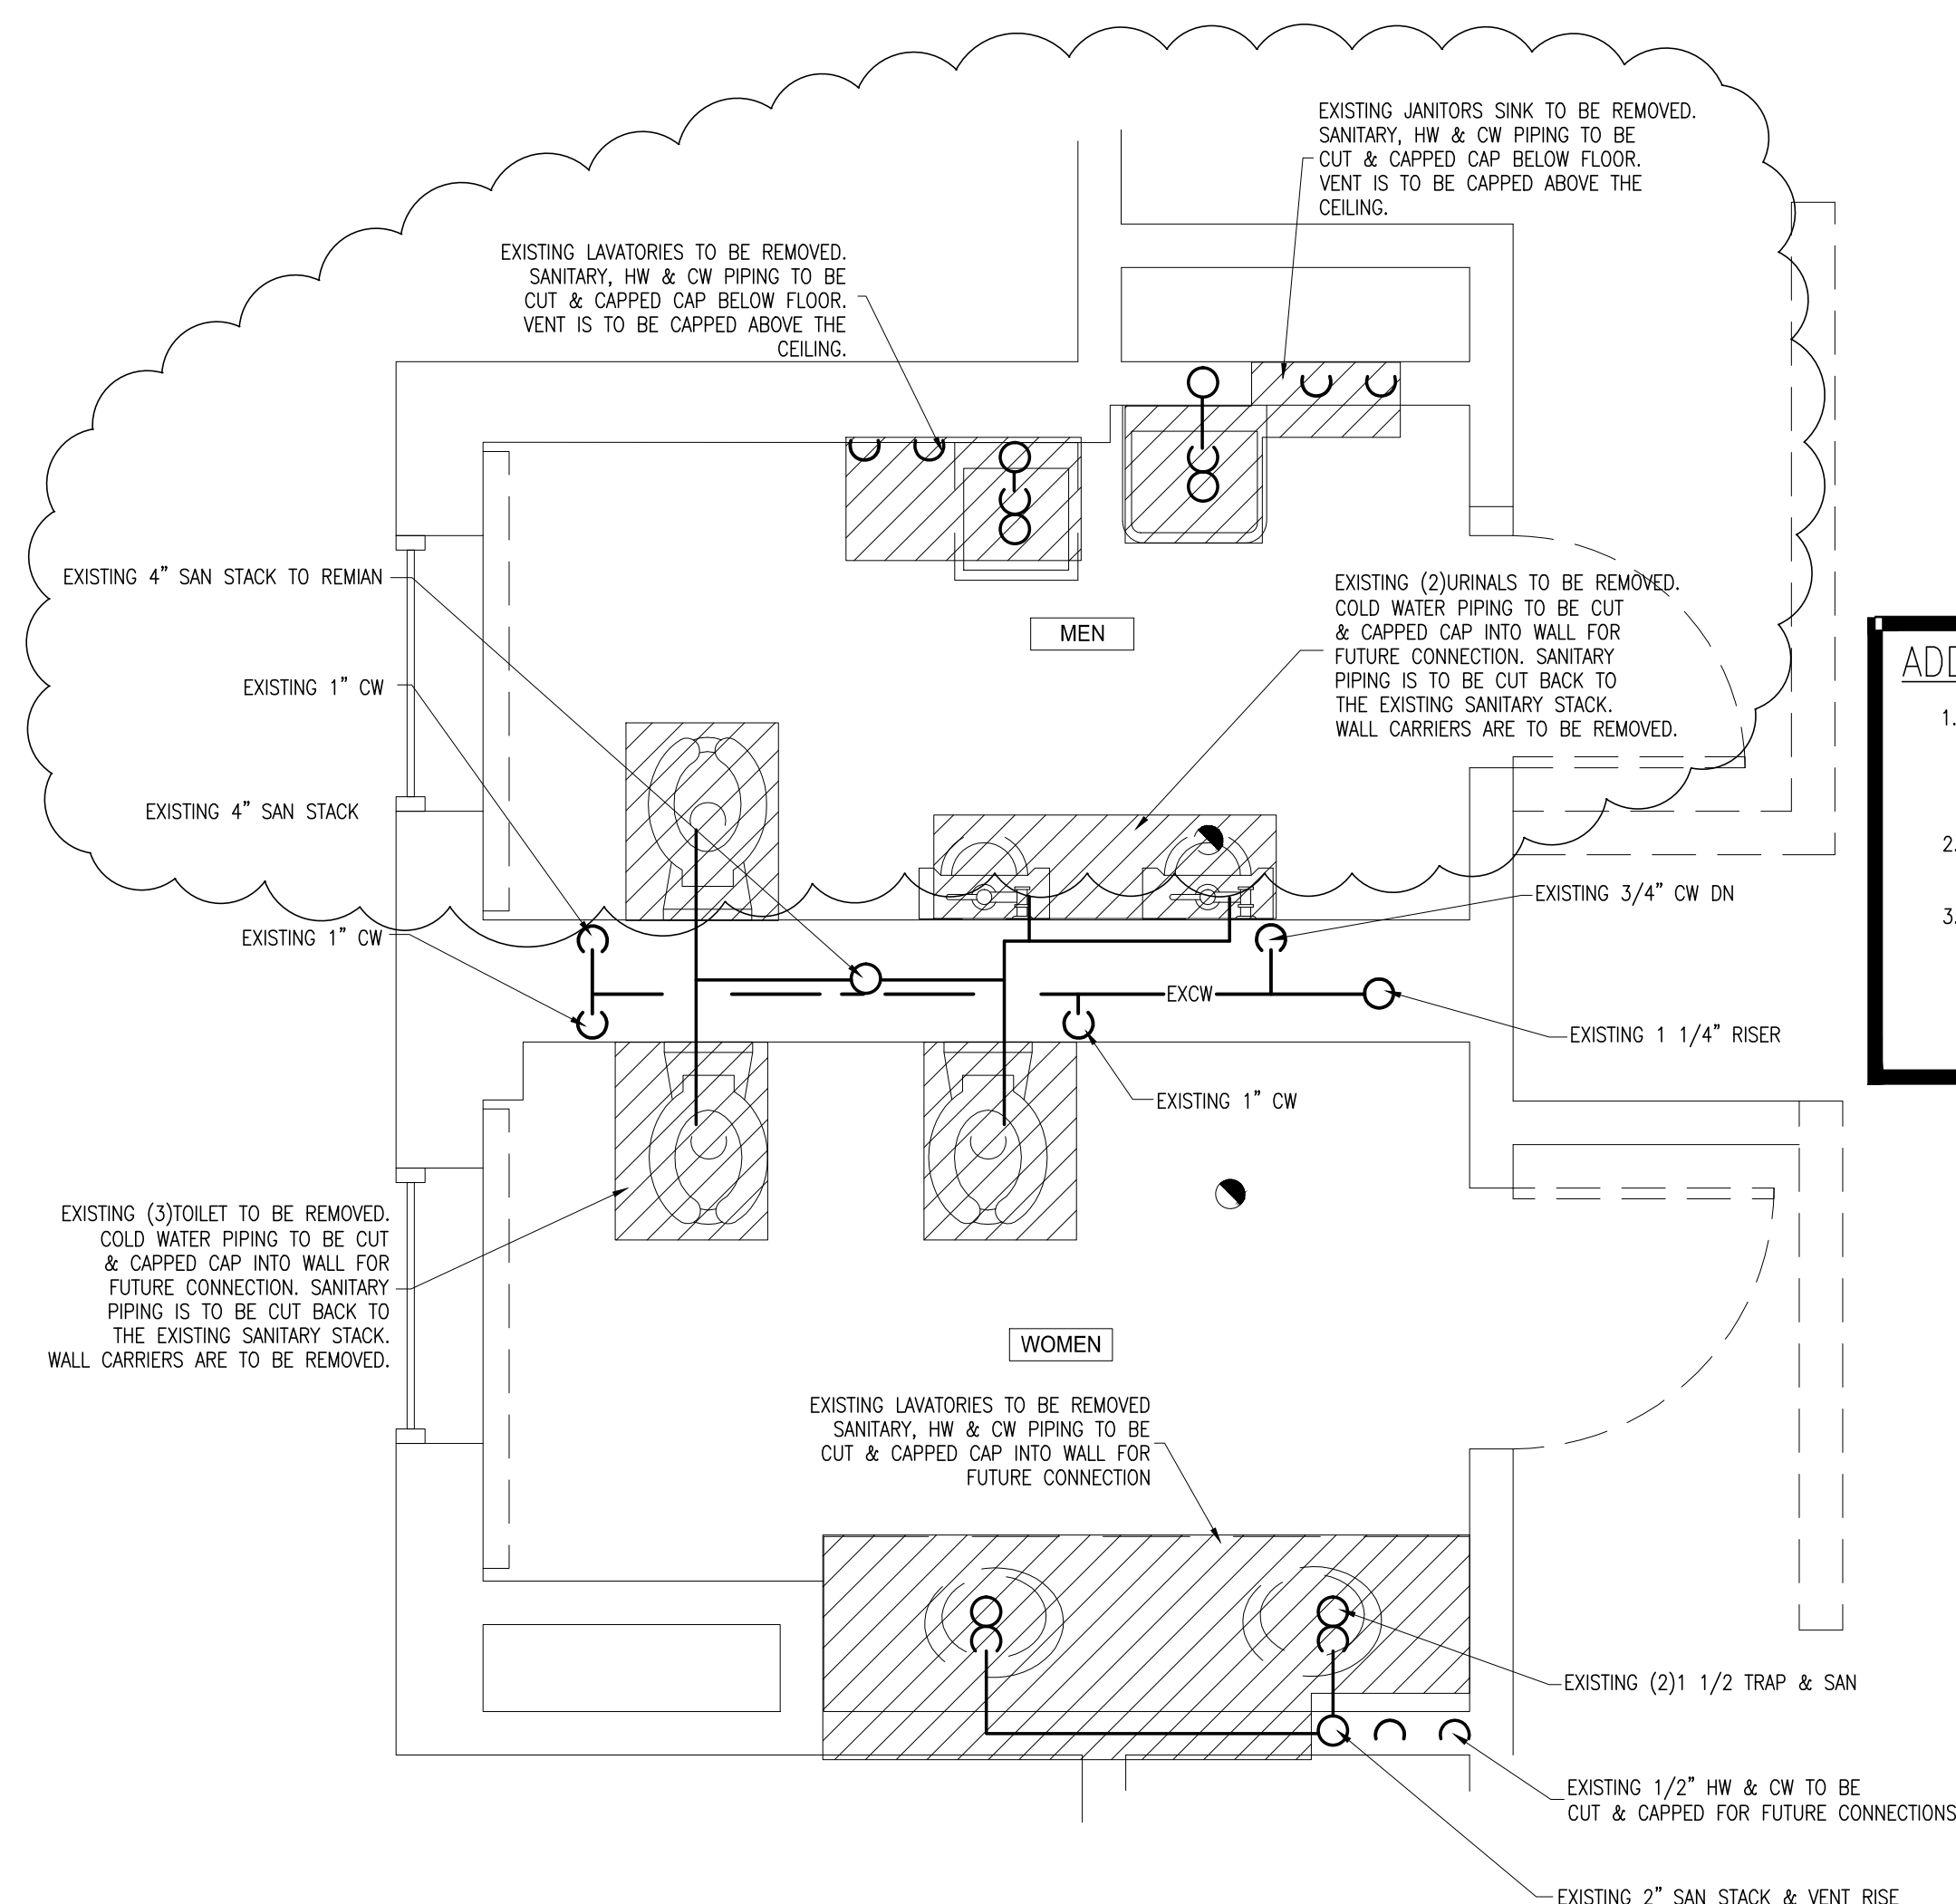 EXISTING JANITORS SINK TO BE REMOVED.
SANITARY, HW & CW PIPING TO BE
CUT & CAPPED CAP BELOW FLOOR.
VENT IS TO BE CAPPED ABOVE THE
CEILING.
EXISTING LAVATORIES TO BE REMOVED.
SANITARY, HW & CW PIPING TO BE
CUT & CAPPED CAP BELOW FLOOR.
VENT IS TO BE CAPPED ABOVE THE
CEILING.
EXISTING 4" SAN STACK TO REMIAN
EXISTING (2)URINALS TO BE REMOVED.
COLD WATER PIPING TO BE CUT
& CAPPED CAP INTO WALL FOR
FUTURE CONNECTION. SANITARY
PIPING IS TO BE CUT BACK TO
THE EXISTING SANITARY STACK.
WALL CARRIERS ARE TO BE REMOVED.
MEN
EXISTING 1" CW
EXISTING 4" SAN STACK
ADD
1.
2.
3.
EXISTING 3/4" CW DN
EXISTING 1" CW
EXCW
EXISTING 1 1/4" RISER
EXISTING 1" CW
EXISTING (3)TOILET TO BE REMOVED.
COLD WATER PIPING TO BE CUT
& CAPPED CAP INTO WALL FOR
FUTURE CONNECTION. SANITARY
PIPING IS TO BE CUT BACK TO
THE EXISTING SANITARY STACK.
WALL CARRIERS ARE TO BE REMOVED.
WOMEN
EXISTING LAVATORIES TO BE REMOVED
SANITARY, HW & CW PIPING TO BE
CUT & CAPPED CAP INTO WALL FOR
FUTURE CONNECTION
EXISTING (2)1 1/2 TRAP & SAN
EXISTING 1/2" HW & CW TO BE
CUT & CAPPED FOR FUTURE CONNECTIONS
EXISTING 2" SAN STACK & VENT RISE